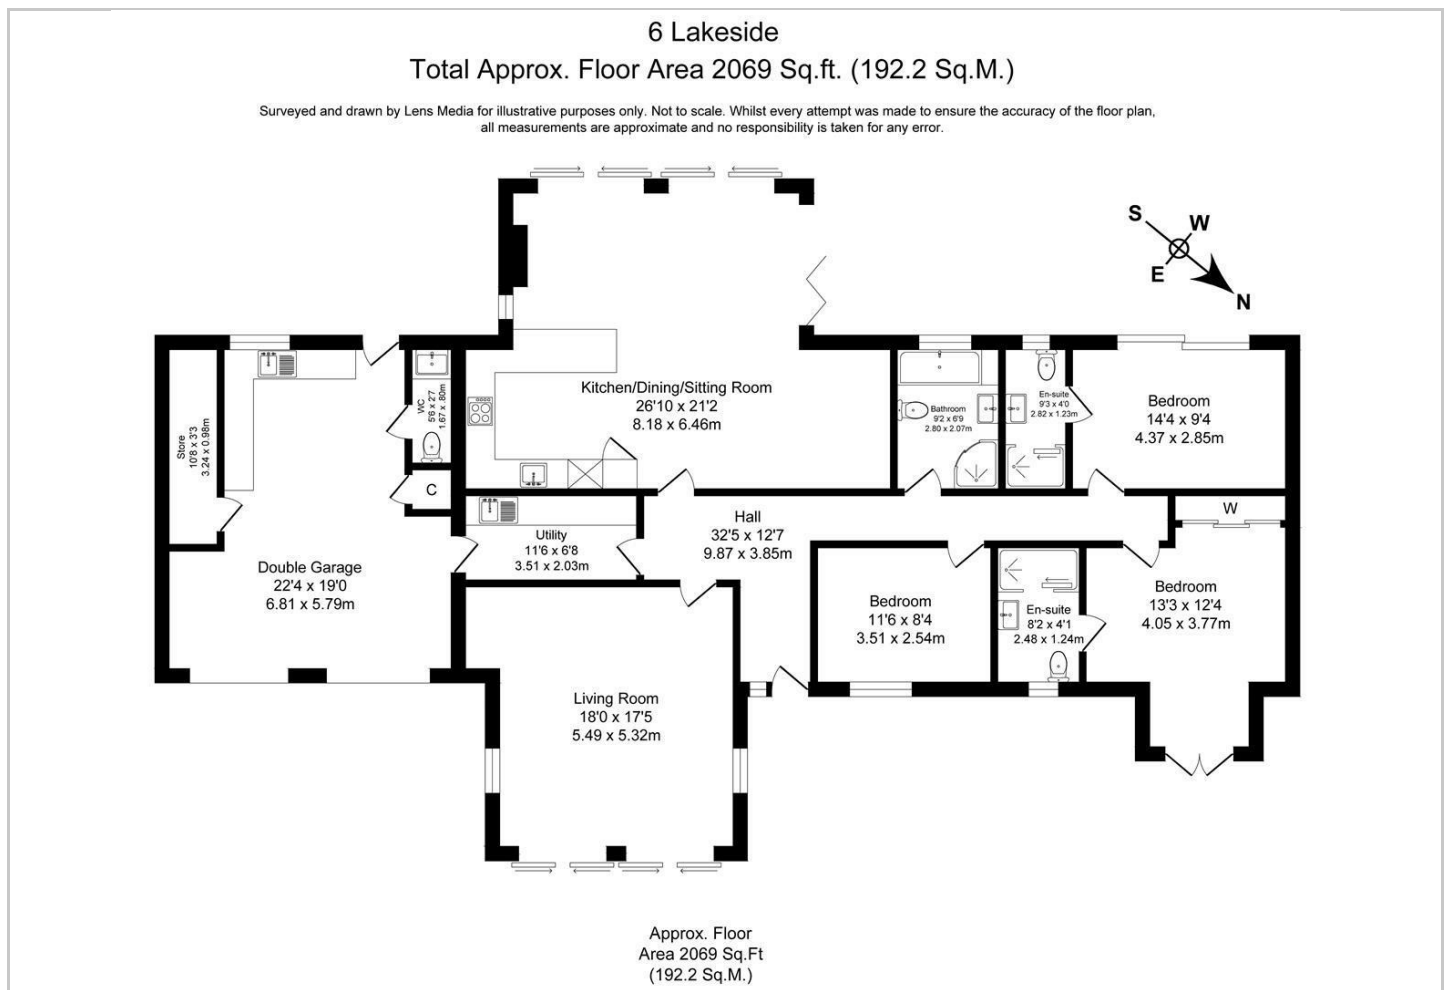 6 Lakeside
Total Approx. Floor Area 2069 Sq.ft. (192.2 Sq.M.)
Surveyed and drawn by Lens Media for illustrative purposes only. Not to scale. Whilst every attempt was made to ensure the accuracy of the floor plan,
all measurements are approximate and no responsibility is taken for any error.
S
W
E
N
Kitchen/Dining/Sitting Room
26'10 x 21'2
8.18 x 6.46m
Store
10'8 x 3'3
3.24 x 0.98m
WC
5'6 x 2'7
1.67 x .80m
C
Bathroom
9'2 x 6'9
2.80 x 2.07m
En-suite
9'3 x 4'0
2.82 x 1.23m
Bedroom
14'4 x 9'4
4.37 x 2.85m
W
Hall
32'5 x 12'7
9.87 x 3.85m
Utility
11'6 x 6'8
3.51 x 2.03m
Double Garage
22'4 x 19'0
6.81 x 5.79m
Bedroom
11'6 x 8'4
3.51 x 2.54m
En-suite
8'2 x 4'1
2.48 x 1.24m
Bedroom
13'3 x 12'4
4.05 x 3.77m
Living Room
18'0 x 17'5
5.49 x 5.32m
Approx. Floor
Area 2069 Sq.Ft
(192.2 Sq.M.)